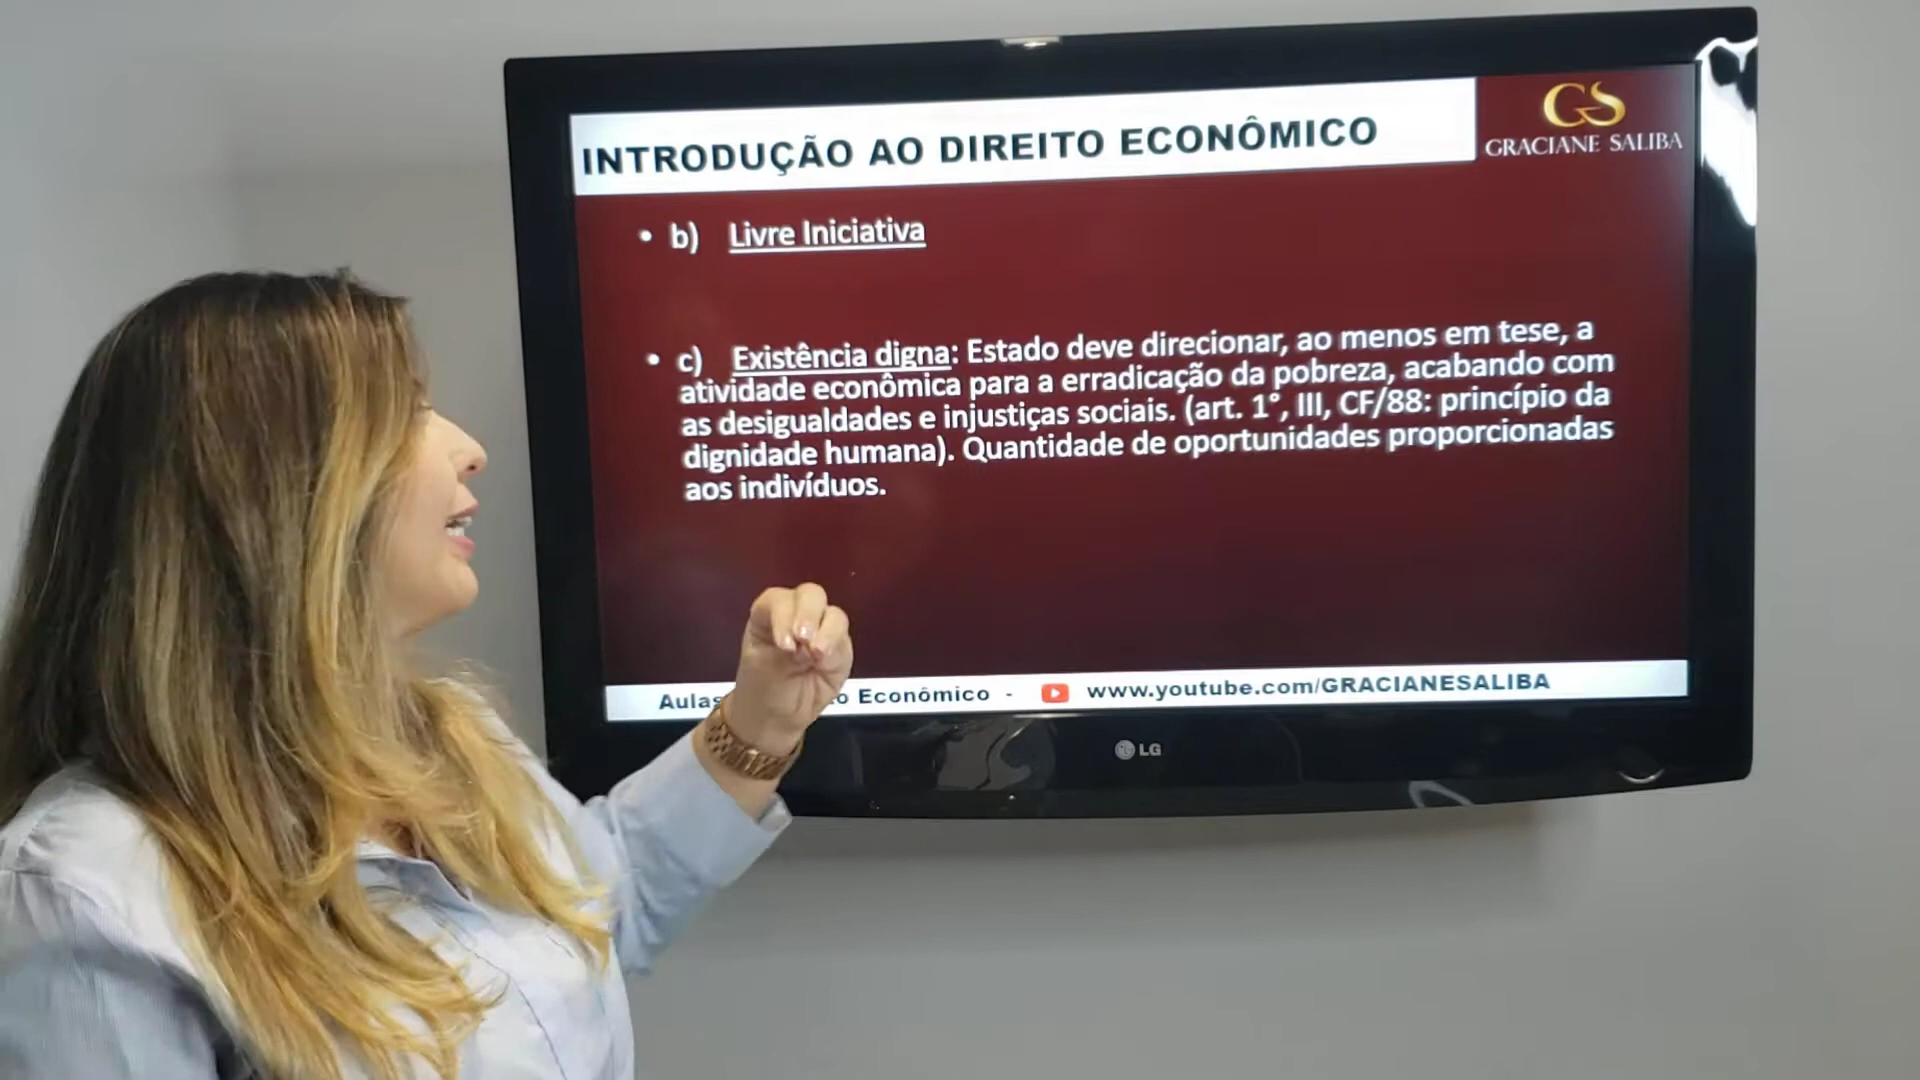 INTRODUÇÃO AO DIREITO ECONÔMICO
GS
GRACIANE SALIBA
• b) Livre Iniciativa
• c) Existência digna: Estado deve direcionar, ao menos em tese, a
atividade econômica para a erradicação da pobreza, acabando com
as desigualdades e injustiças sociais. (art. 1°, III, CF/88: princípio da
dignidade humana). Quantidade de oportunidades proporcionadas
aos indivíduos.
Aulas Econômico - www.youtube.com/GRACIANESALIBA
LG